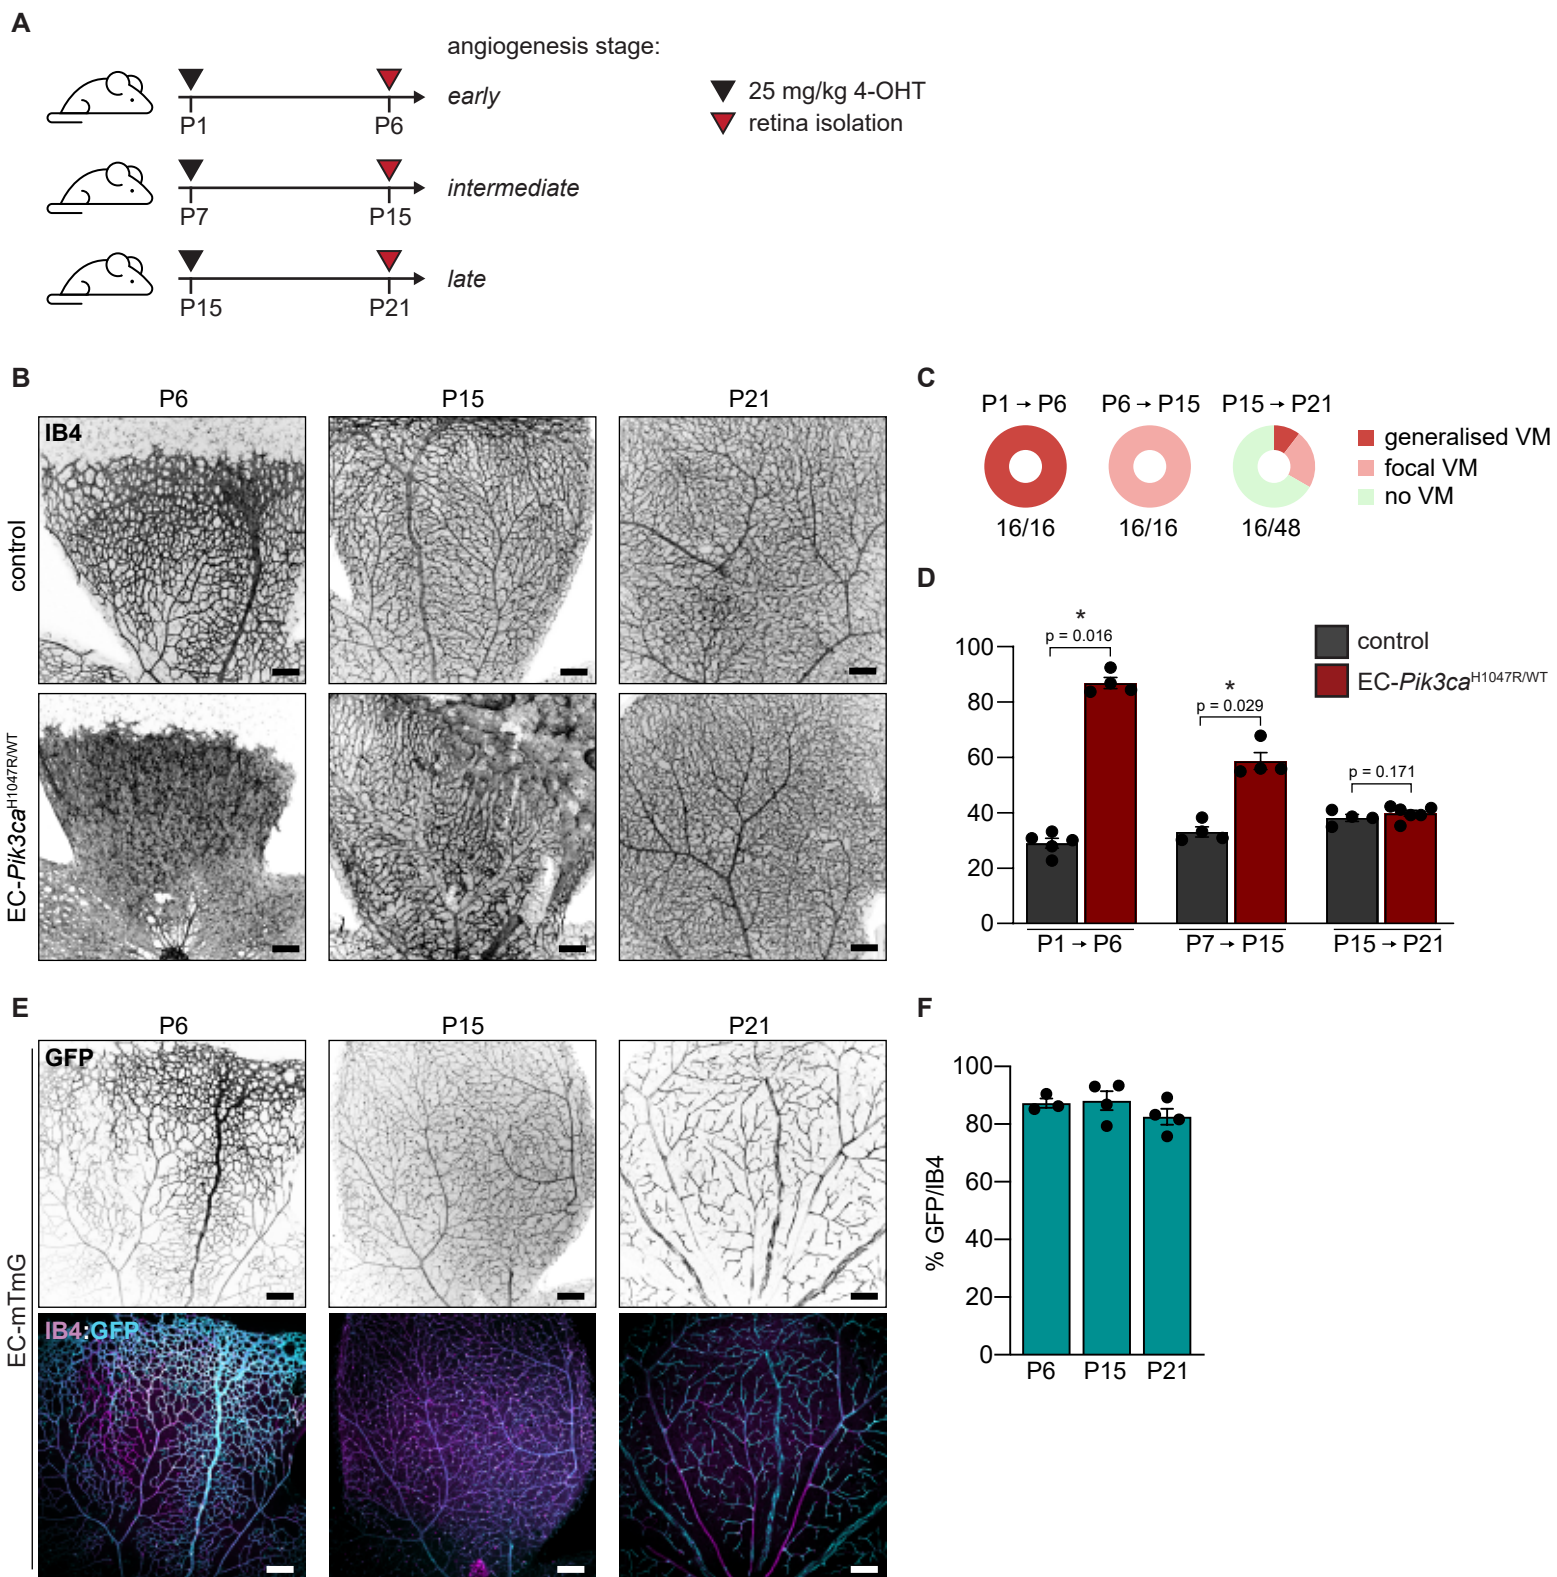 A
angiogenesis stage:
P1 P6 early
25 mg/kg 4-OHT
retina isolation
P7 P15 intermediate
P15 P21 late
B
P6 P15 P21
IB4
control
EC-Pik3caH1047R/WT
C
P1 → P6 P6 → P15 P15 → P21
16/16 16/16 16/48
generalised VM
focal VM
no VM
D
control
EC-Pik3caH1047R/WT
*
p = 0.016
*
p = 0.029
p = 0.171
100
80
60
40
20
0
P1 → P6 P7 → P15 P15 → P21
E
P6 P15 P21
GFP
IB4:GFP
EC-mTmG
F
% GFP/IB4
100
80
60
40
20
0
P6 P15 P21